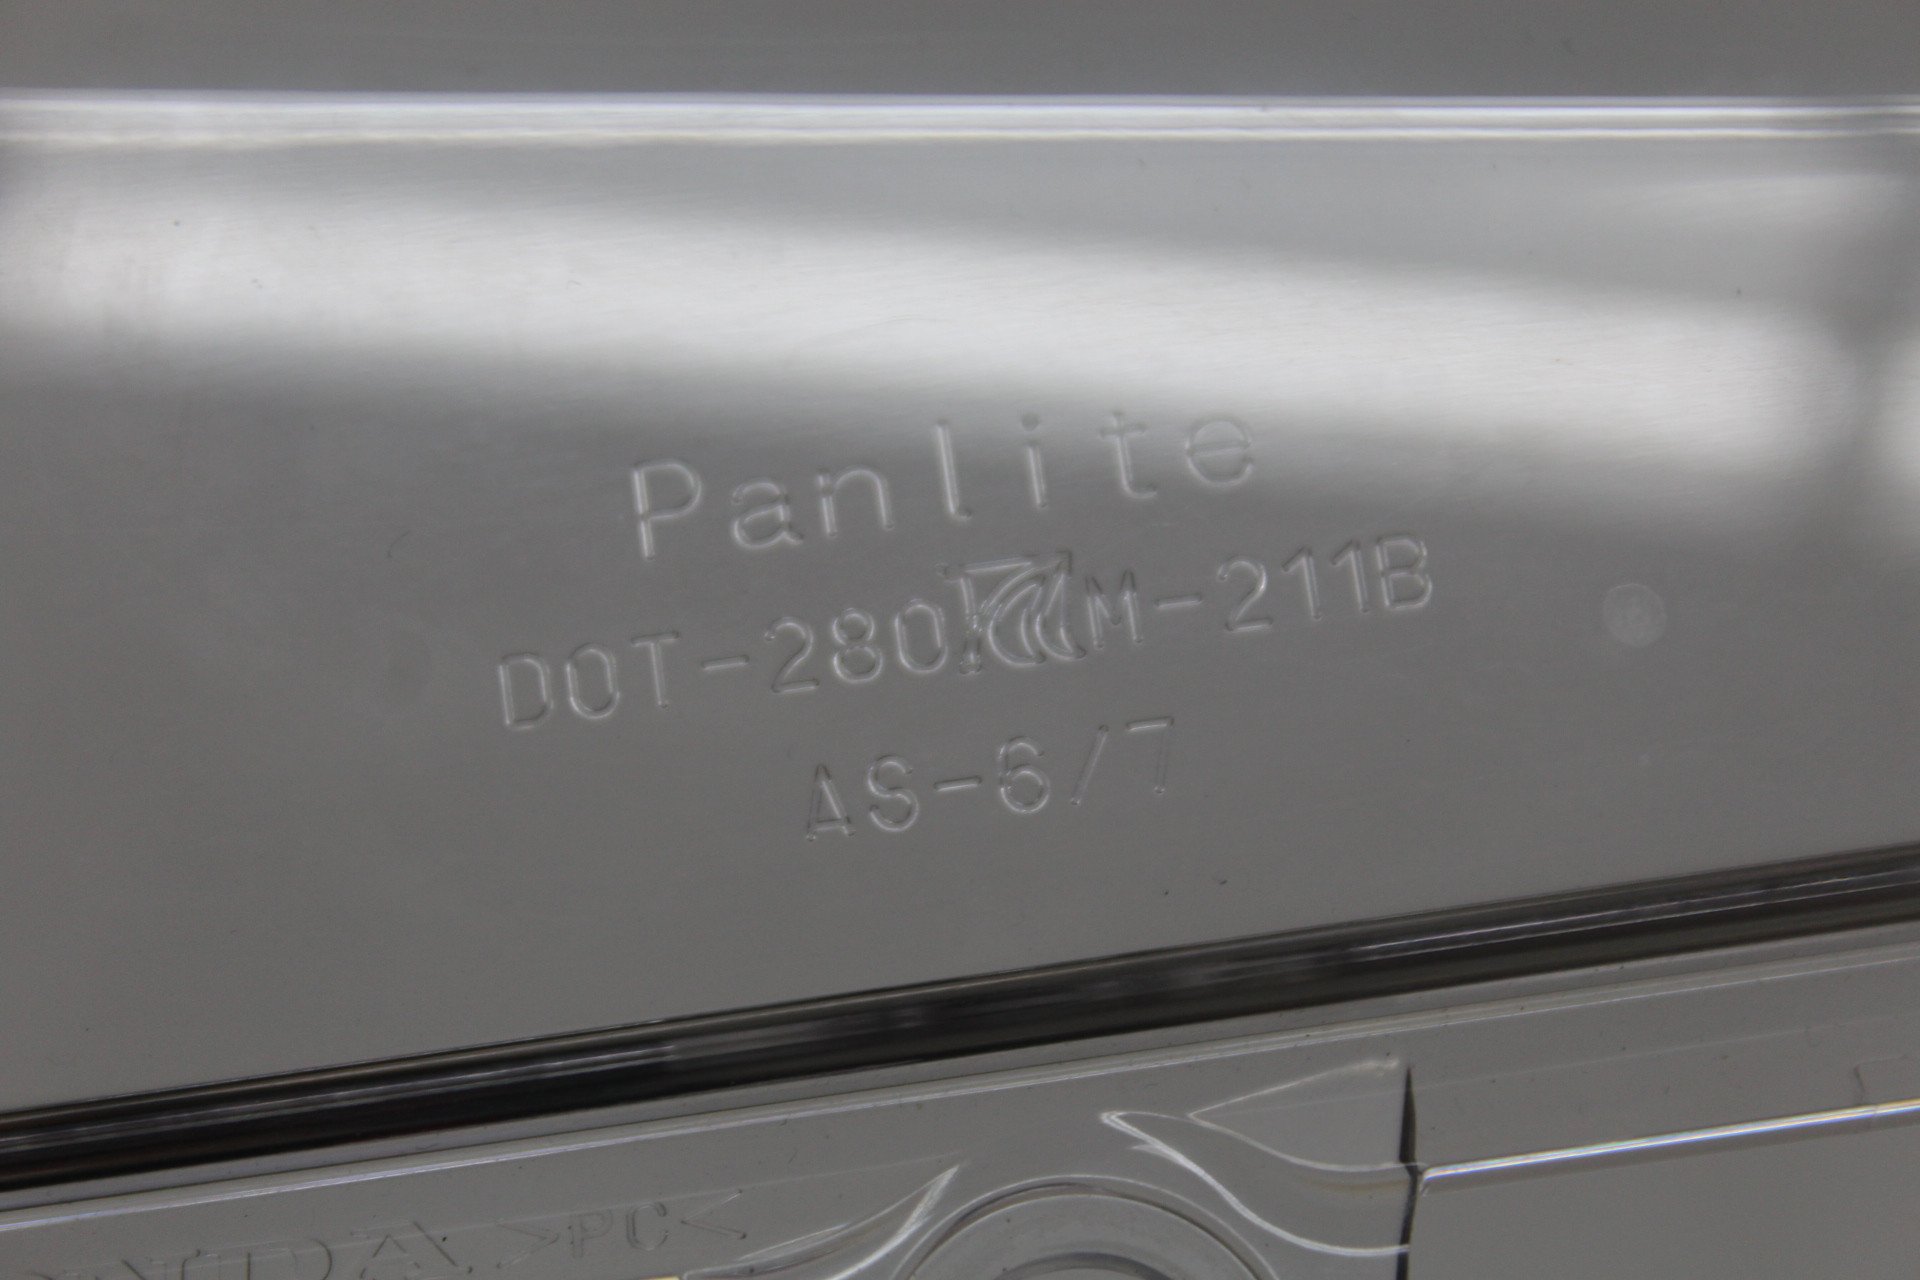 Panlite
DOT-280 M-211B
AS-6/7
>PC<